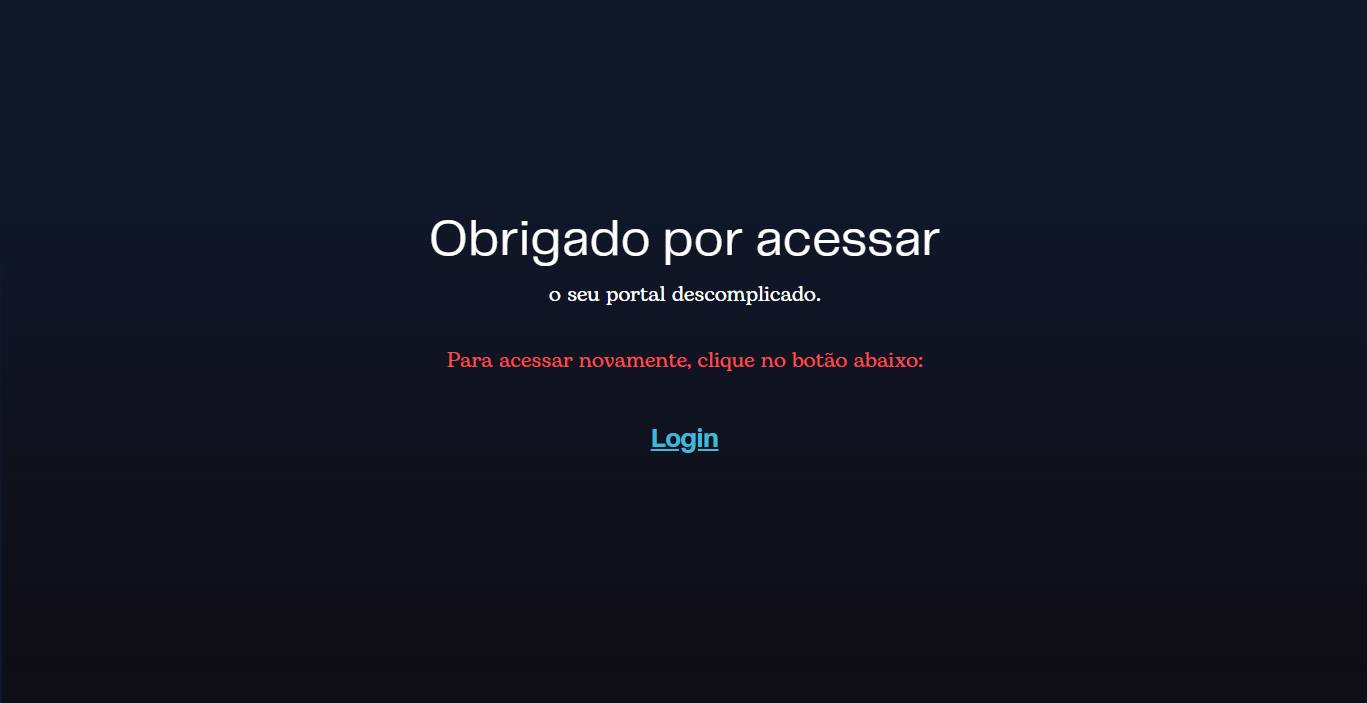 Obrigado por acessar
o seu portal descomplicado.
Para acessar novamente, clique no botão abaixo:
Login